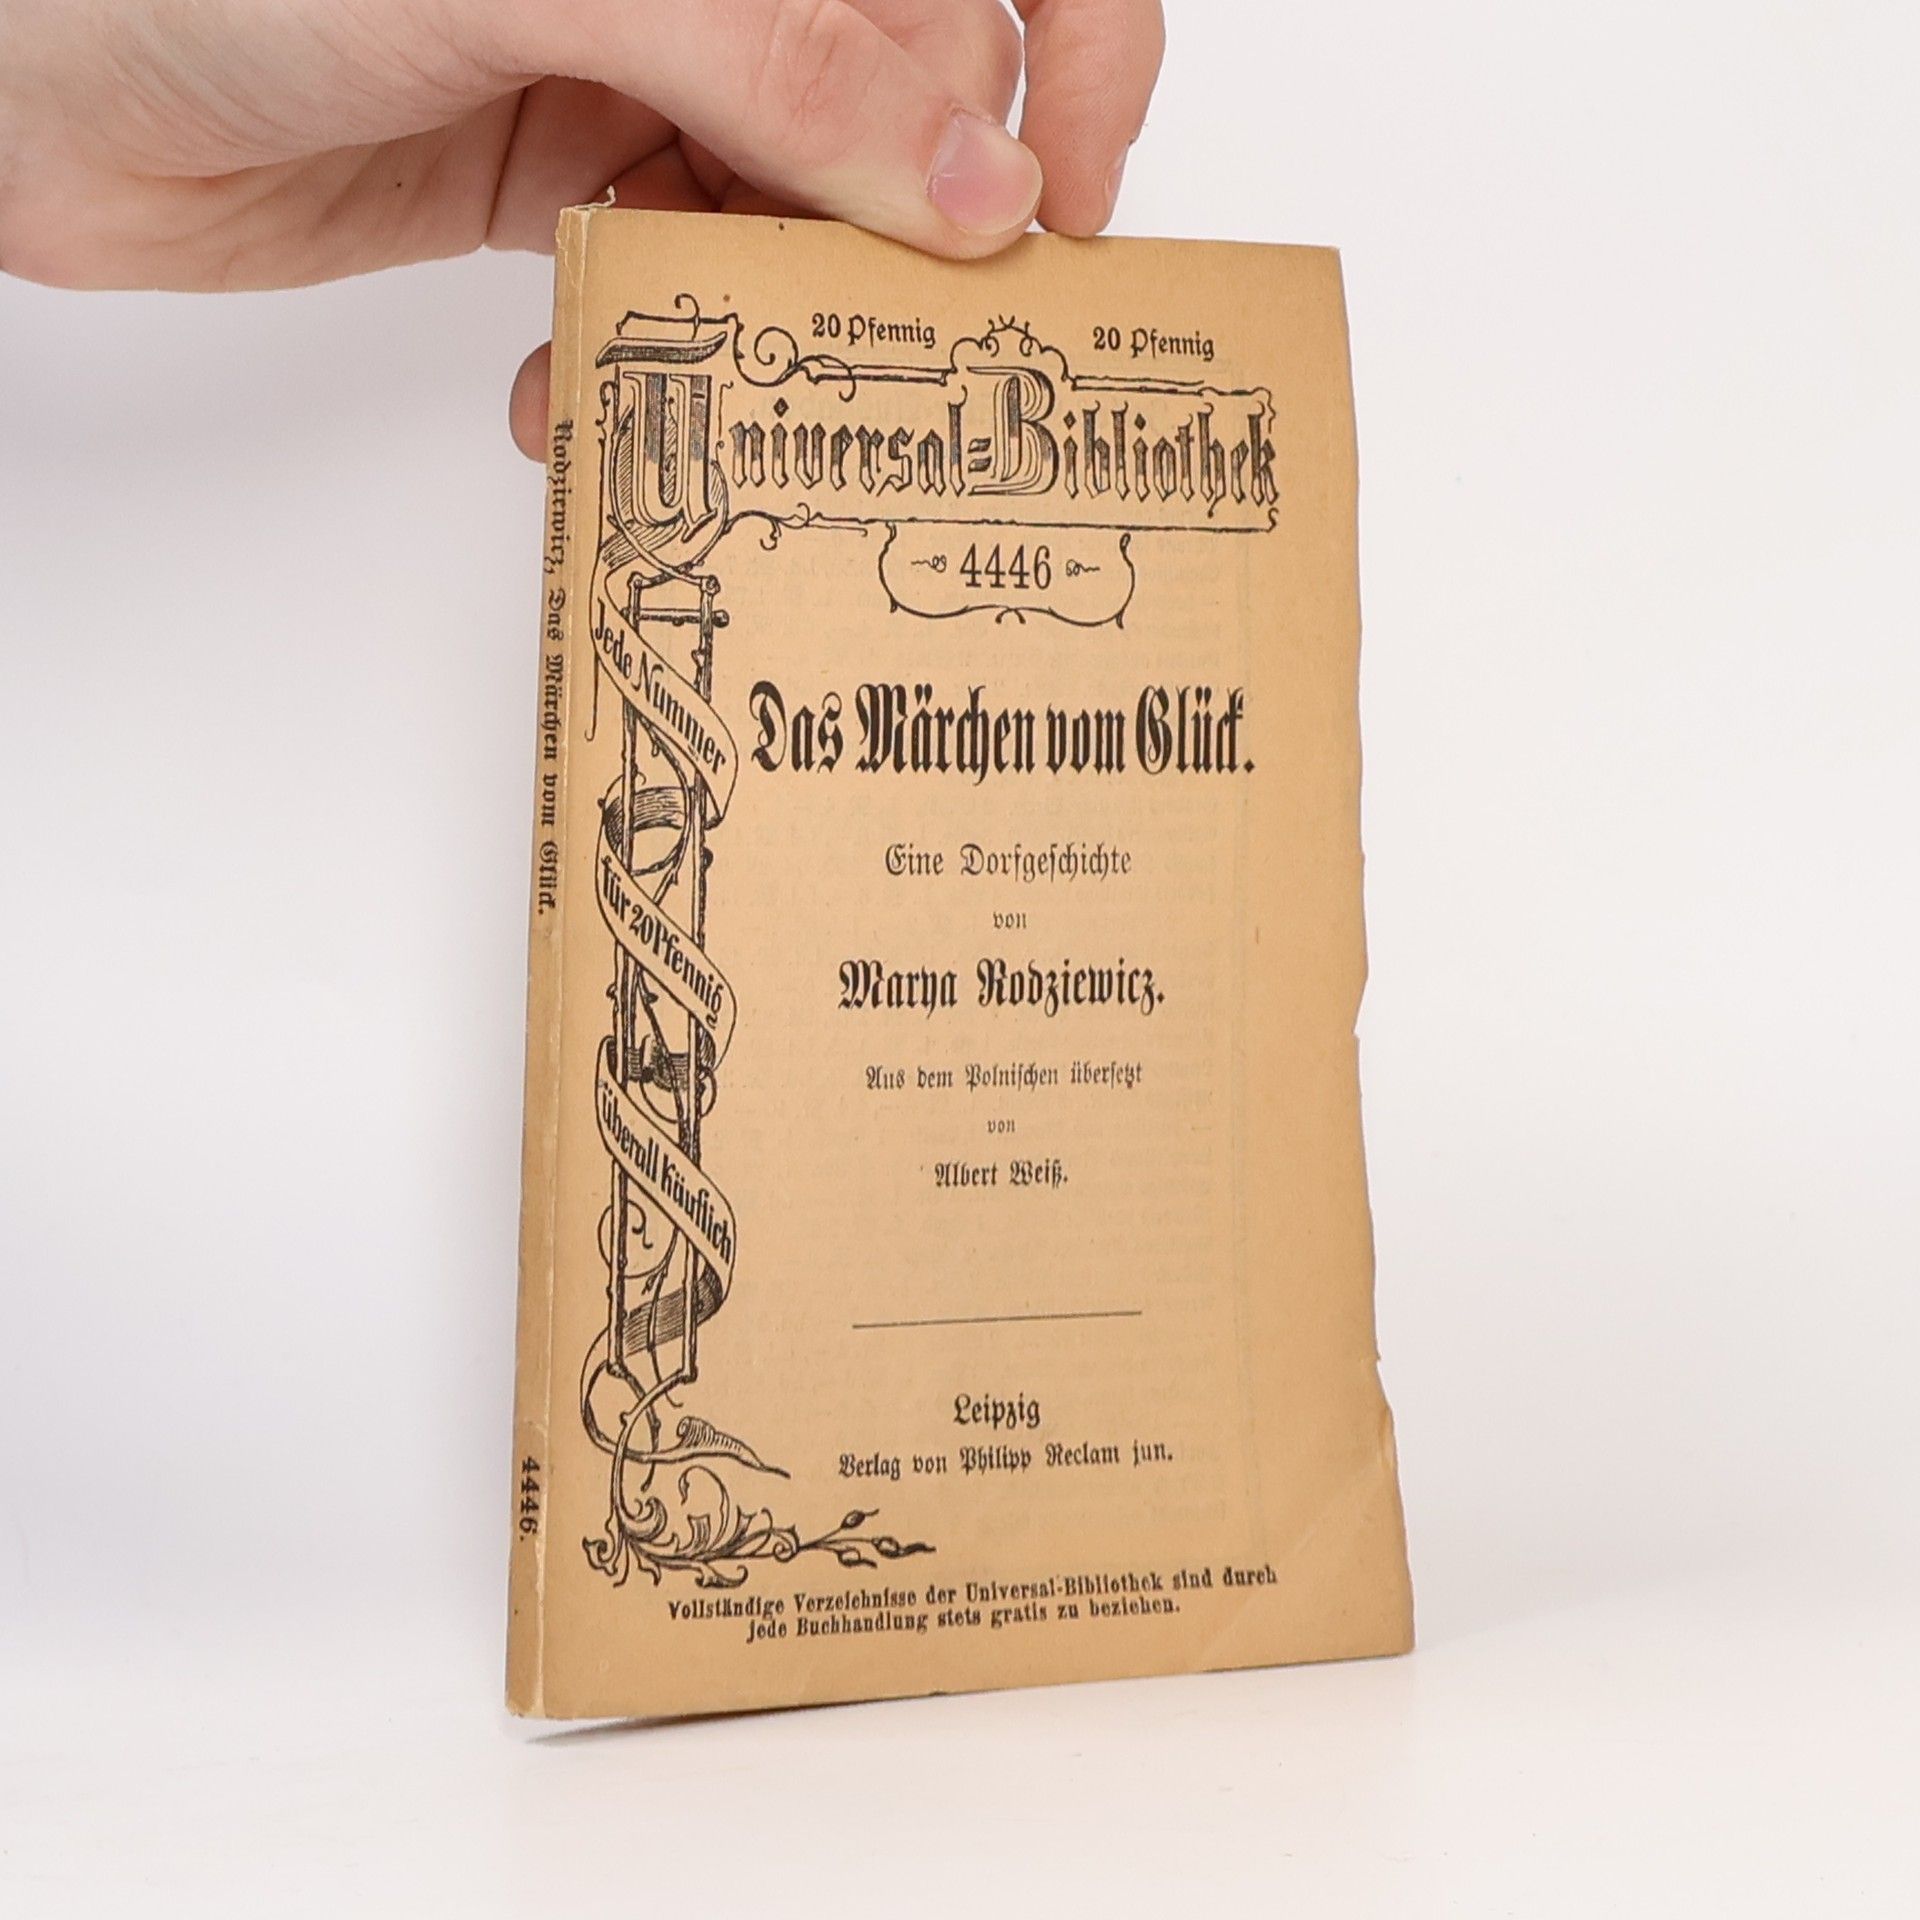 20 Pfennig 20 Pfennig
Universal=Bibliothek
4446
Jede Nummer
für 20 Pfennig
überall käuflich
Das Märchen vom Glück.
Eine Dorfgeschichte
von
Marya Rodziewicz.
Aus dem Polnischen übersetzt
von
Albert Weiß.
Leipzig
Verlag von Philipp Reclam jun.
Vollständige Verzeichnisse der Universal-Bibliothek sind durch
jede Buchhandlung stets gratis zu beziehen.
Rodziewicz, Das Märchen vom Glück.
4446.